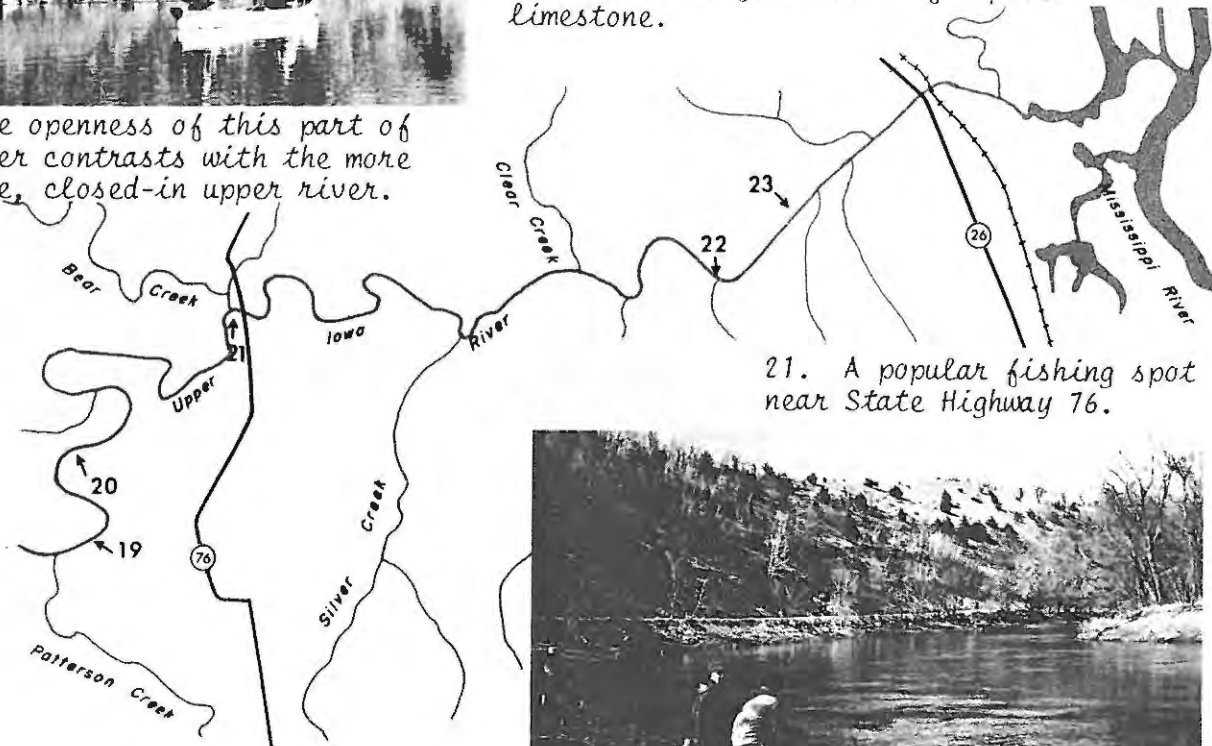 limestone.
e openness of this part of
er contrasts with the more
e, closed-in upper river.
Clear Creek
23
22
26
Mississippi River
Bear Creek
21
Iowa
River
Upper
21. A popular fishing spot
near State Highway 76.
20
19
76
Silver Creek
Patterson Creek